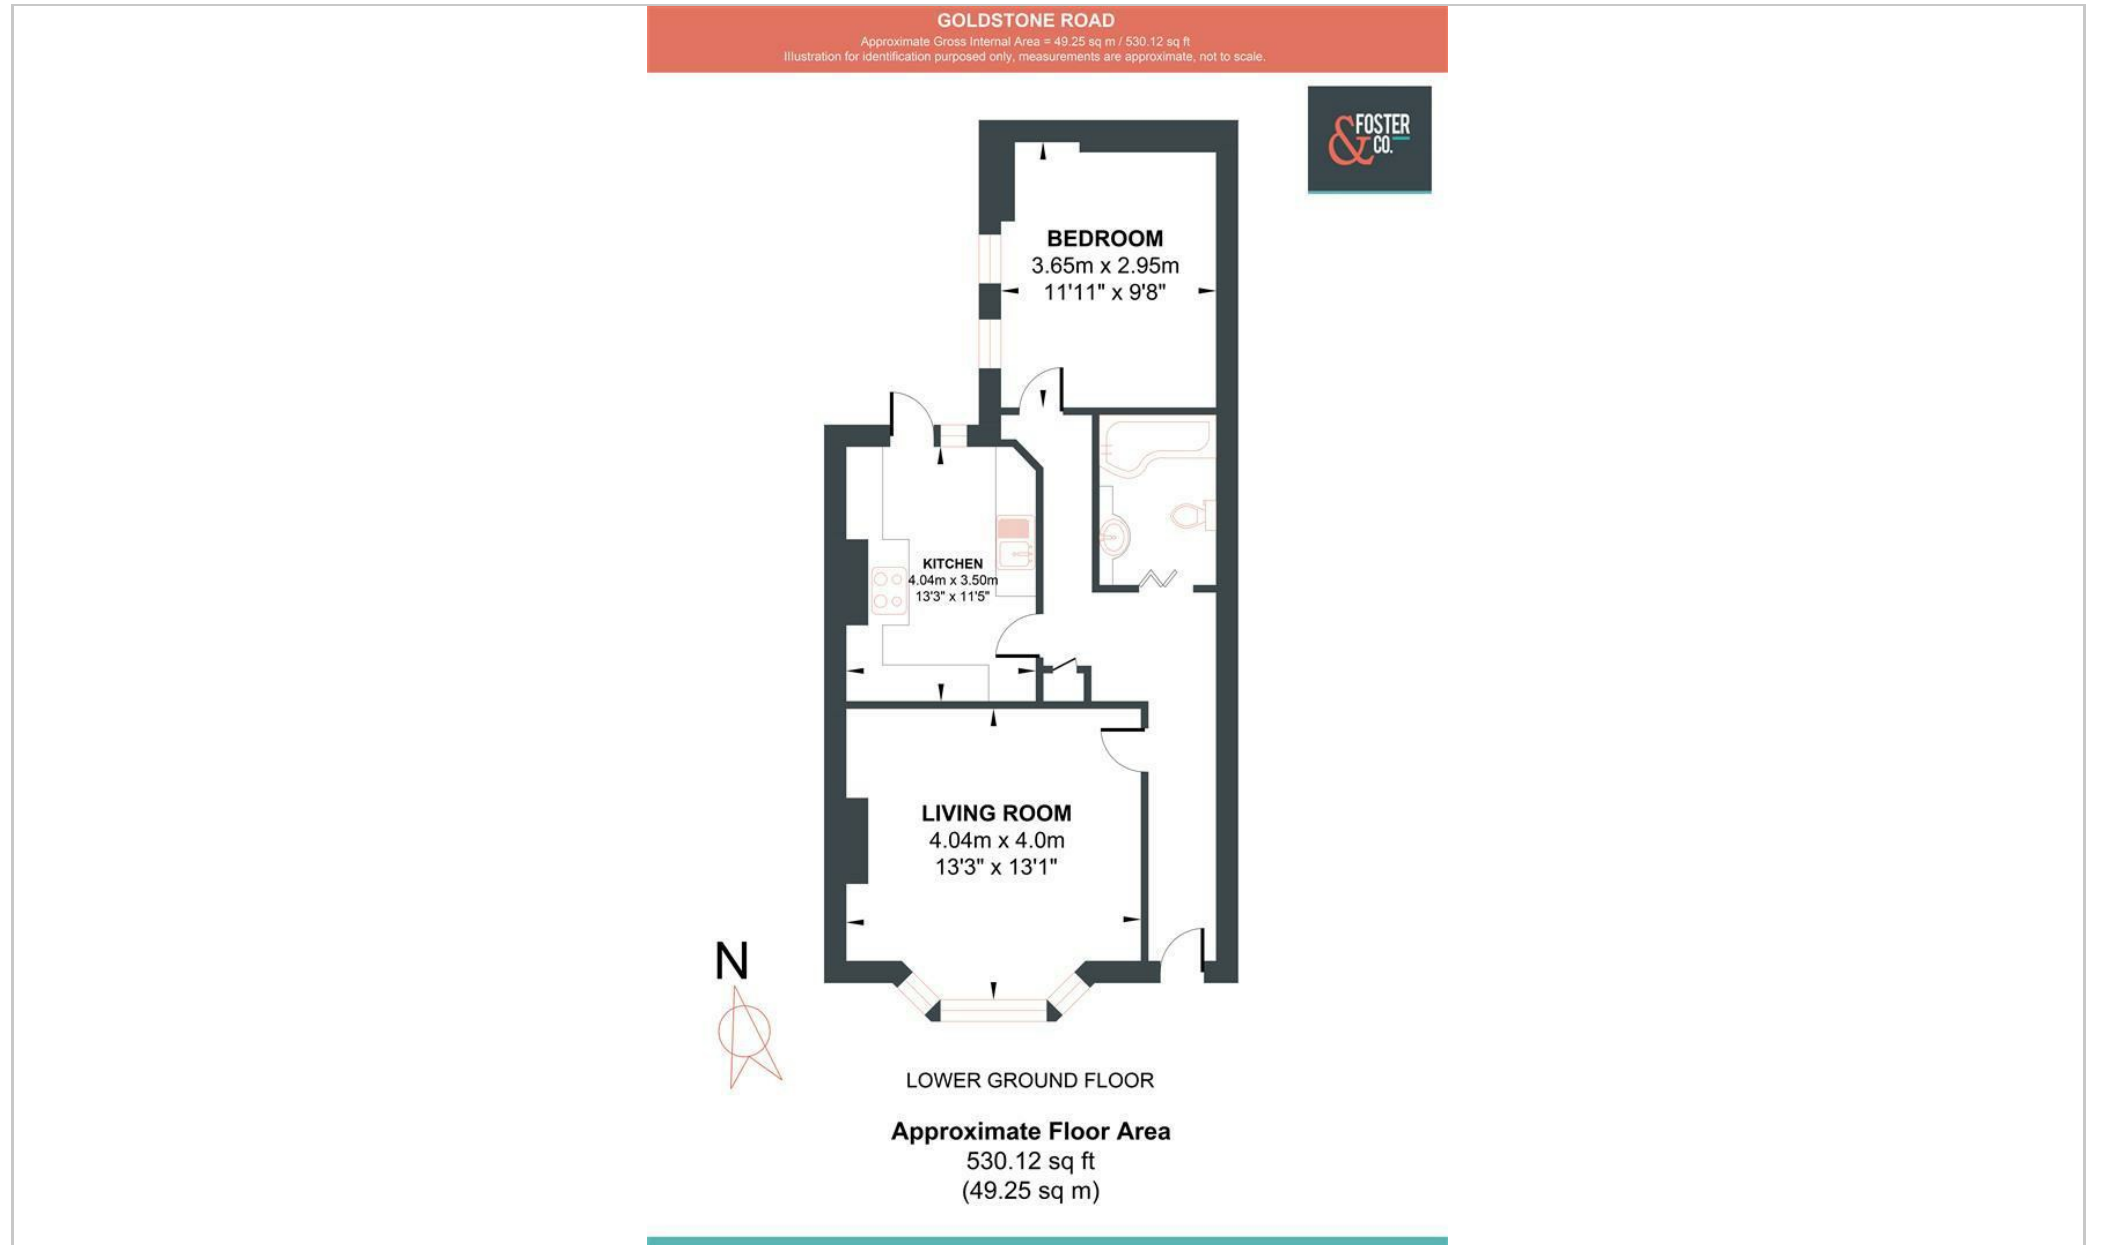 GOLDSTONE ROAD
Approximate Gross Internal Area = 49.25 sq m / 530.12 sq ft
Illustration for identification purposed only, measurements are approximate, not to scale.
& FOSTER
CO.
BEDROOM
3.65m x 2.95m
11'11" x 9'8"
KITCHEN
4.04m x 3.50m
13'3" x 11'5"
LIVING ROOM
4.04m x 4.0m
13'3" x 13'1"
N
LOWER GROUND FLOOR
Approximate Floor Area
530.12 sq ft
(49.25 sq m)